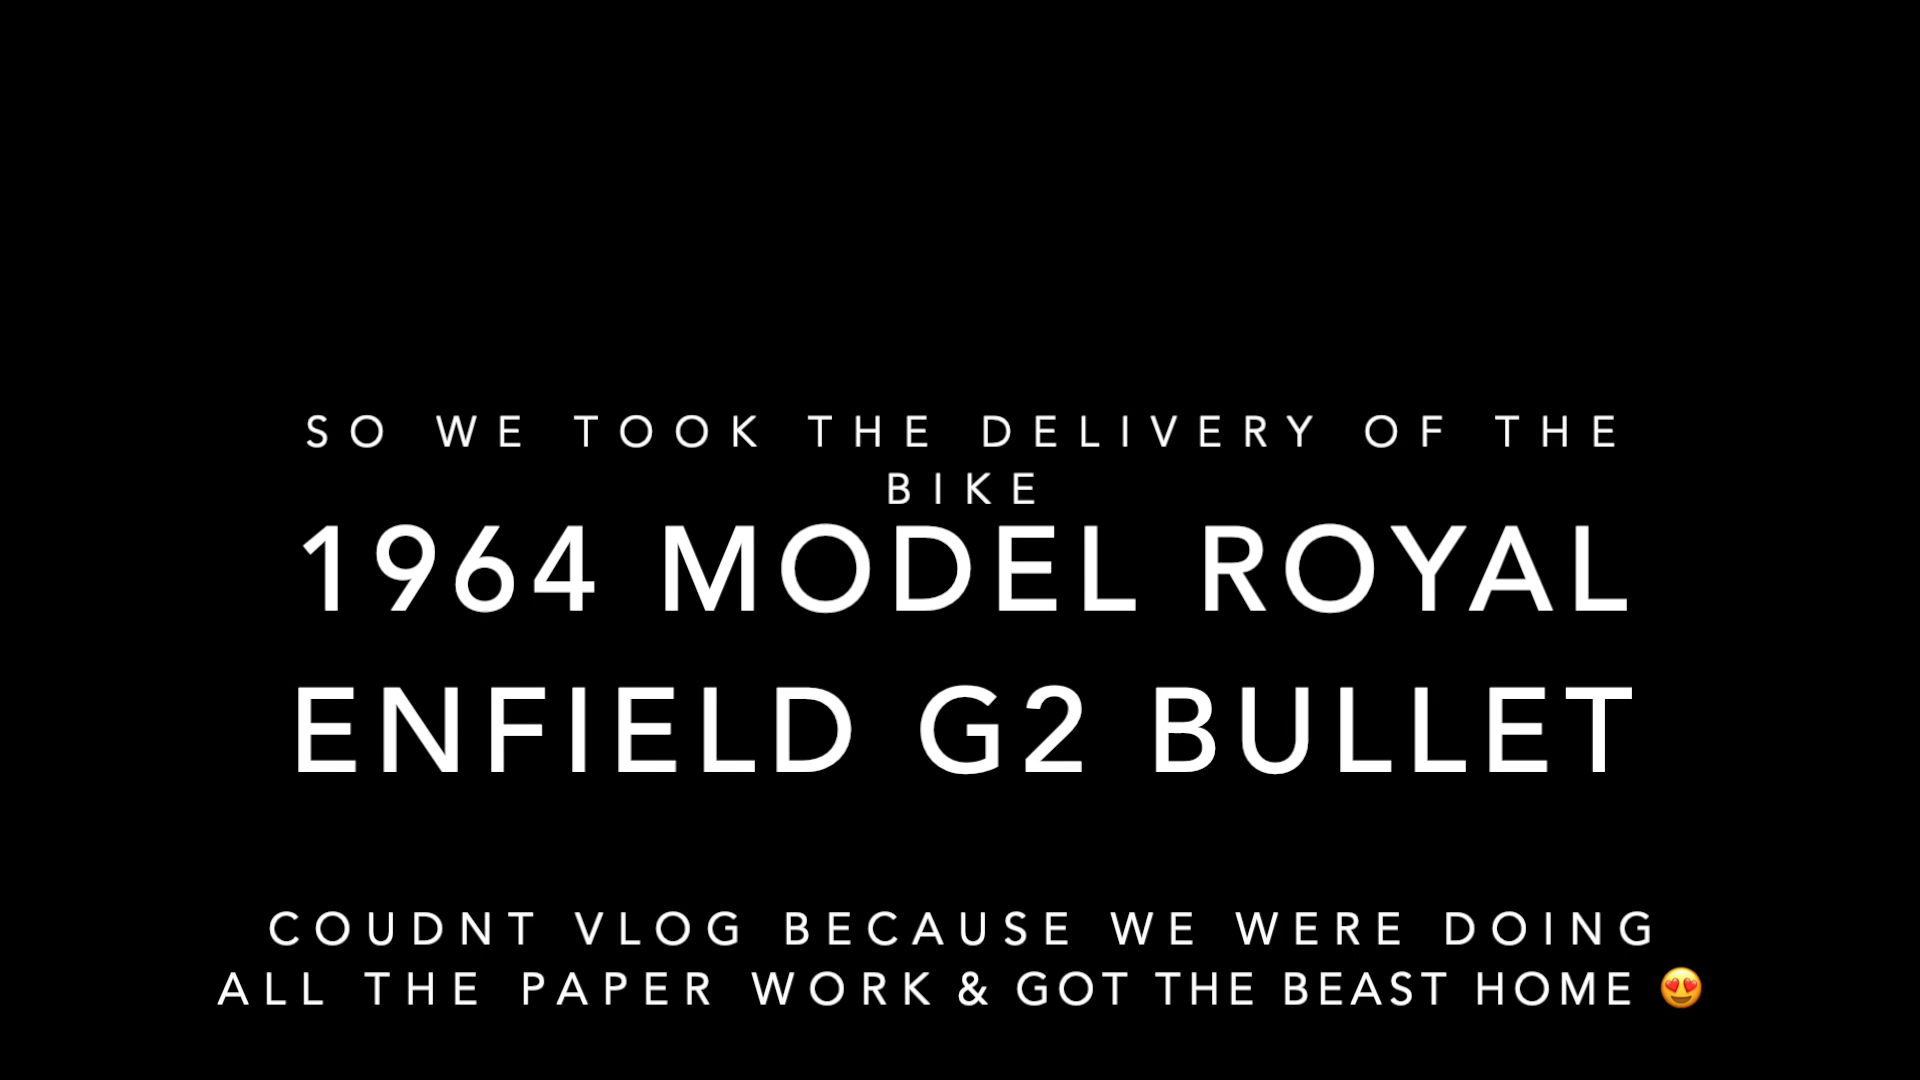 SO WE TOOK THE DELIVERY OF THE
BIKE
1964 MODEL ROYAL
ENFIELD G2 BULLET
COUDNT VLOG BECAUSE WE WERE DOING
ALL THE PAPER WORK & GOT THE BEAST HOME 😍